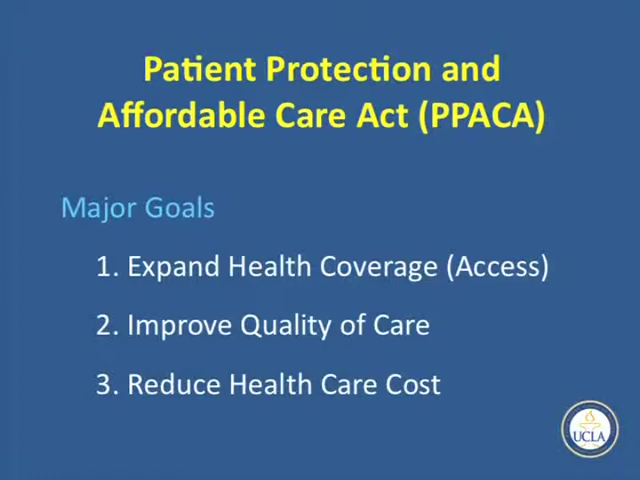 Patient Protection and
Affordable Care Act (PPACA)
Major Goals
1. Expand Health Coverage (Access)
2. Improve Quality of Care
3. Reduce Health Care Cost
UCLA